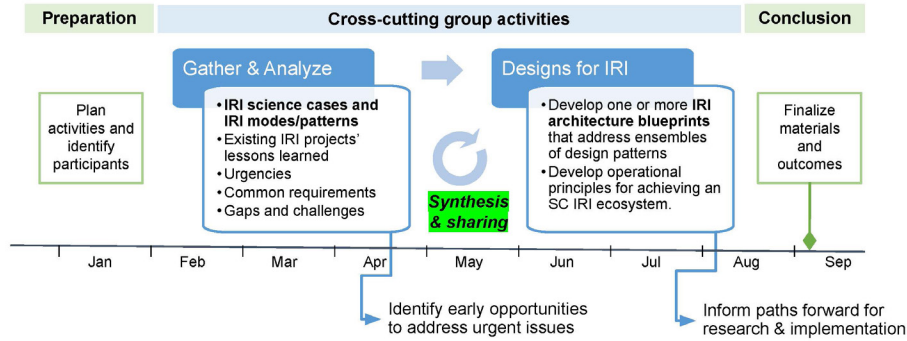 Preparation
Cross-cutting group activities
Conclusion
Gather & Analyze
Designs for IRI
Plan
activities and
identify
participants
• IRI science cases and
IRI modes/patterns
• Existing IRI projects'
lessons learned
• Urgencies
• Common requirements
• Gaps and challenges
Synthesis
& sharing
• Develop one or more IRI
architecture blueprints
that address ensembles
of design patterns
• Develop operational
principles for achieving an
SC IRI ecosystem.
Finalize
materials
and
outcomes
Jan
Feb
Mar
Apr
May
Jun
Jul
Aug
Sep
Identify early opportunities
to address urgent issues
Inform paths forward for
research & implementation